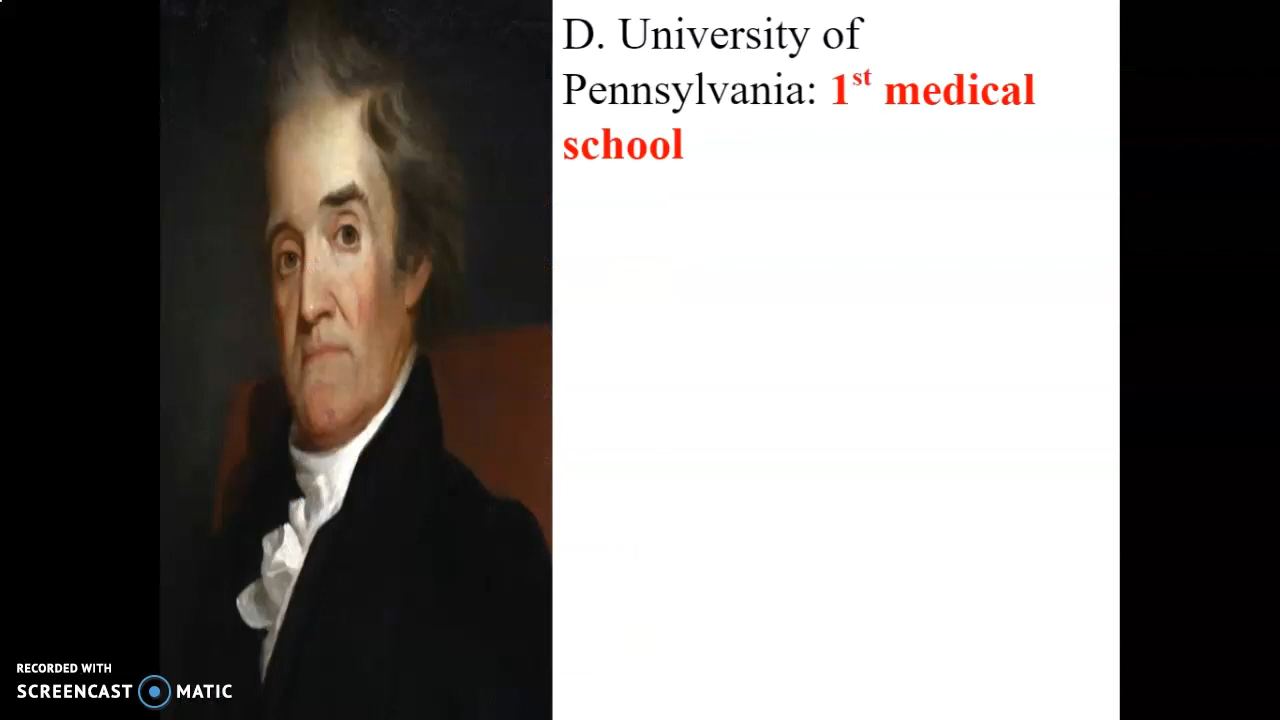 D. University of
Pennsylvania: 1st medical
school
RECORDED WITH
SCREENCAST MATIC